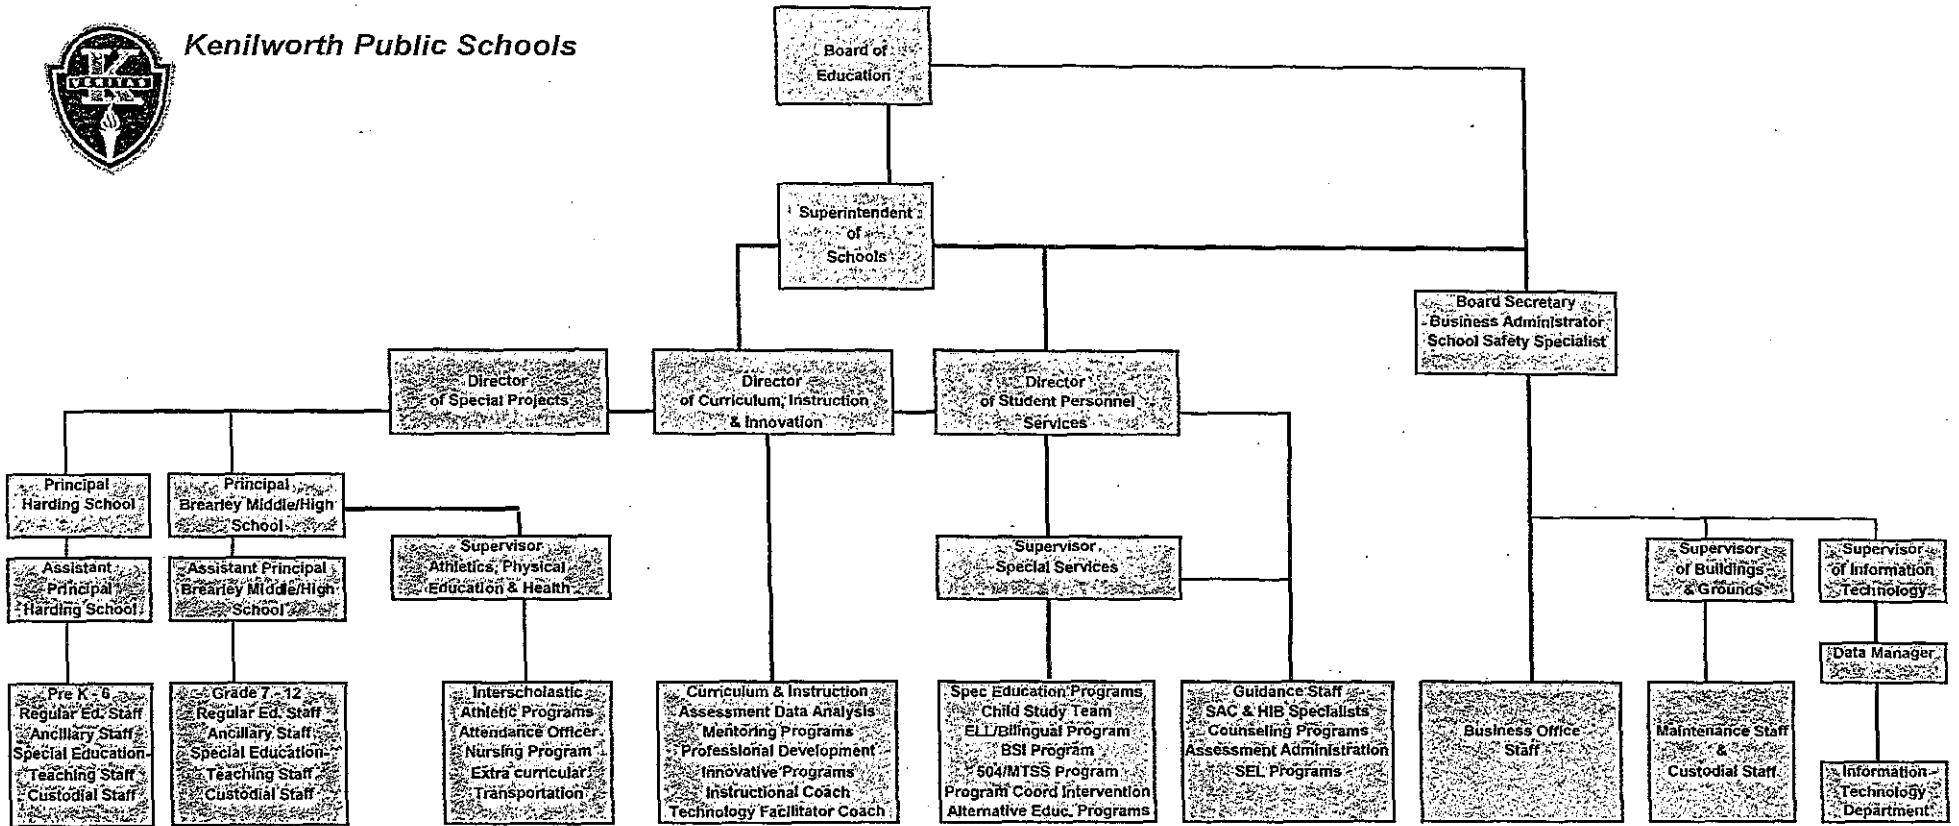 Kenilworth Public Schools
K
VERITAS
Board of
Education
Superintendent
of
Schools
Board Secretary
Business Administrator
School Safety Specialist
Director
of Special Projects
Director
of Curriculum, Instruction
& Innovation
Director
of Student Personnel
Services
Principal
Harding School
Principal
Brearley Middle/High
School
Assistant
Principal
Harding School
Assistant Principal
Brearley Middle/High
School
Supervisor
Athletics, Physical
Education & Health
Supervisor
Special Services
Supervisor
of Buildings
& Grounds
Supervisor
of Information
Technology
Data Manager
Pre K - 6
Regular Ed. Staff
Ancillary Staff
Special Education
Teaching Staff
Custodial Staff
Grade 7 - 12
Regular Ed. Staff
Ancillary Staff
Special Education
Teaching Staff
Custodial Staff
Interscholastic
Athletic Programs
Attendance Officer
Nursing Program
Extra curricular
Transportation
Curriculum & Instruction
Assessment Data Analysis
Mentoring Programs
Professional Development
Innovative Programs
Instructional Coach
Technology Facilitator Coach
Spec Education Programs
Child Study Team
ELL/Bilingual Program
BSI Program
504/MTSS Program
Program Coord Intervention
Alternative Educ. Programs
Guidance Staff
SAC & HIB Specialists
Counseling Programs
Assessment Administration
SEL Programs
Business Office
Staff
Maintenance Staff
&
Custodial Staff
Information
Technology
Department